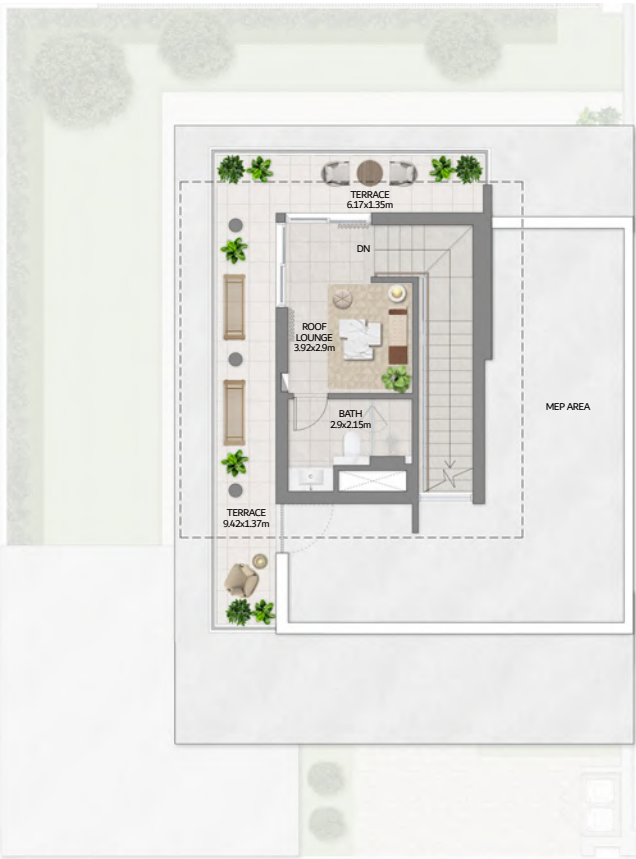 TERRACE
6.17x1.35m
DN
ROOF
LOUNGE
3.92x2.9m
MEP AREA
BATH
2.9x2.15m
TERRACE
9.42x1.37m